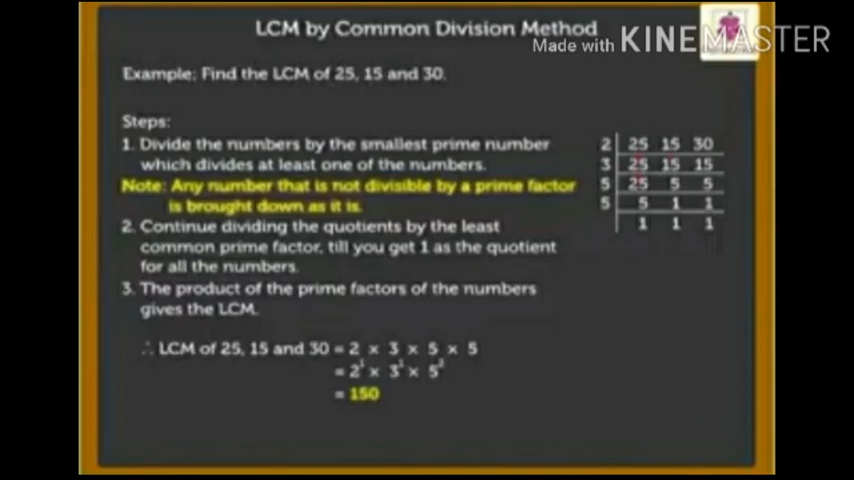 LCM by Common Division Method
Made with KINEMASTER
Example: Find the LCM of 25, 15 and 30.
Steps:
1. Divide the numbers by the smallest prime number
which divides at least one of the numbers.
Note: Any number that is not divisible by a prime factor
is brought down as it is.
2. Continue dividing the quotients by the least
common prime factor, till you get 1 as the quotient
for all the numbers.
3. The product of the prime factors of the numbers
gives the LCM.
2 25 15 30
3 25 15 15
5 25 5 5
5 5 1 1
1 1 1
∴ LCM of 25, 15 and 30 = 2 × 3 × 5 × 5
= 2¹ × 3¹ × 5²
= 150